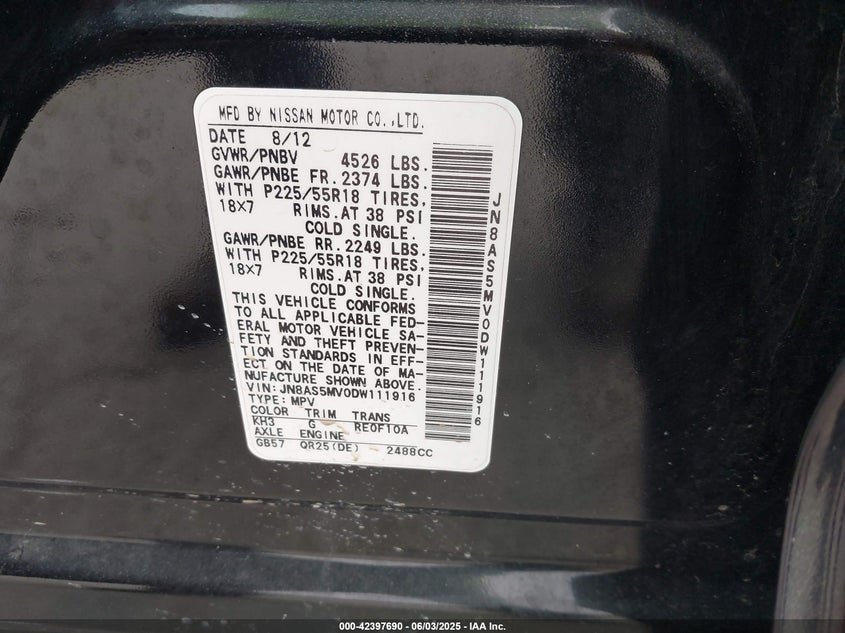 MFD BY NISSAN MOTOR CO.,LTD.
DATE 8/12
GVWR/PNBV 4526 LBS.
GAWR/PNBE FR. 2374 LBS.
WITH P225/55R18 TIRES,
18X7 RIMS.AT 38 PSI
COLD SINGLE.
GAWR/PNBE RR. 2249 LBS.
WITH P225/55R18 TIRES,
18X7 RIMS.AT 38 PSI
COLD SINGLE.
THIS VEHICLE CONFORMS
TO ALL APPLICABLE FED-
ERAL MOTOR VEHICLE SA-
FETY AND THEFT PREVEN-
TION STANDARDS IN EFF-
ECT ON THE DATE OF MA-
NUFACTURE SHOWN ABOVE.
VIN: JN8AS5MV0DW111916
TYPE: MPV
COLOR TRIM TRANS
KH3 G RE0F10A
AXLE ENGINE
GB57 QR25(DE) 2488CC
JN8AS5MV0DW111916
000-42397690 - 06/03/2025 - IAA Inc.